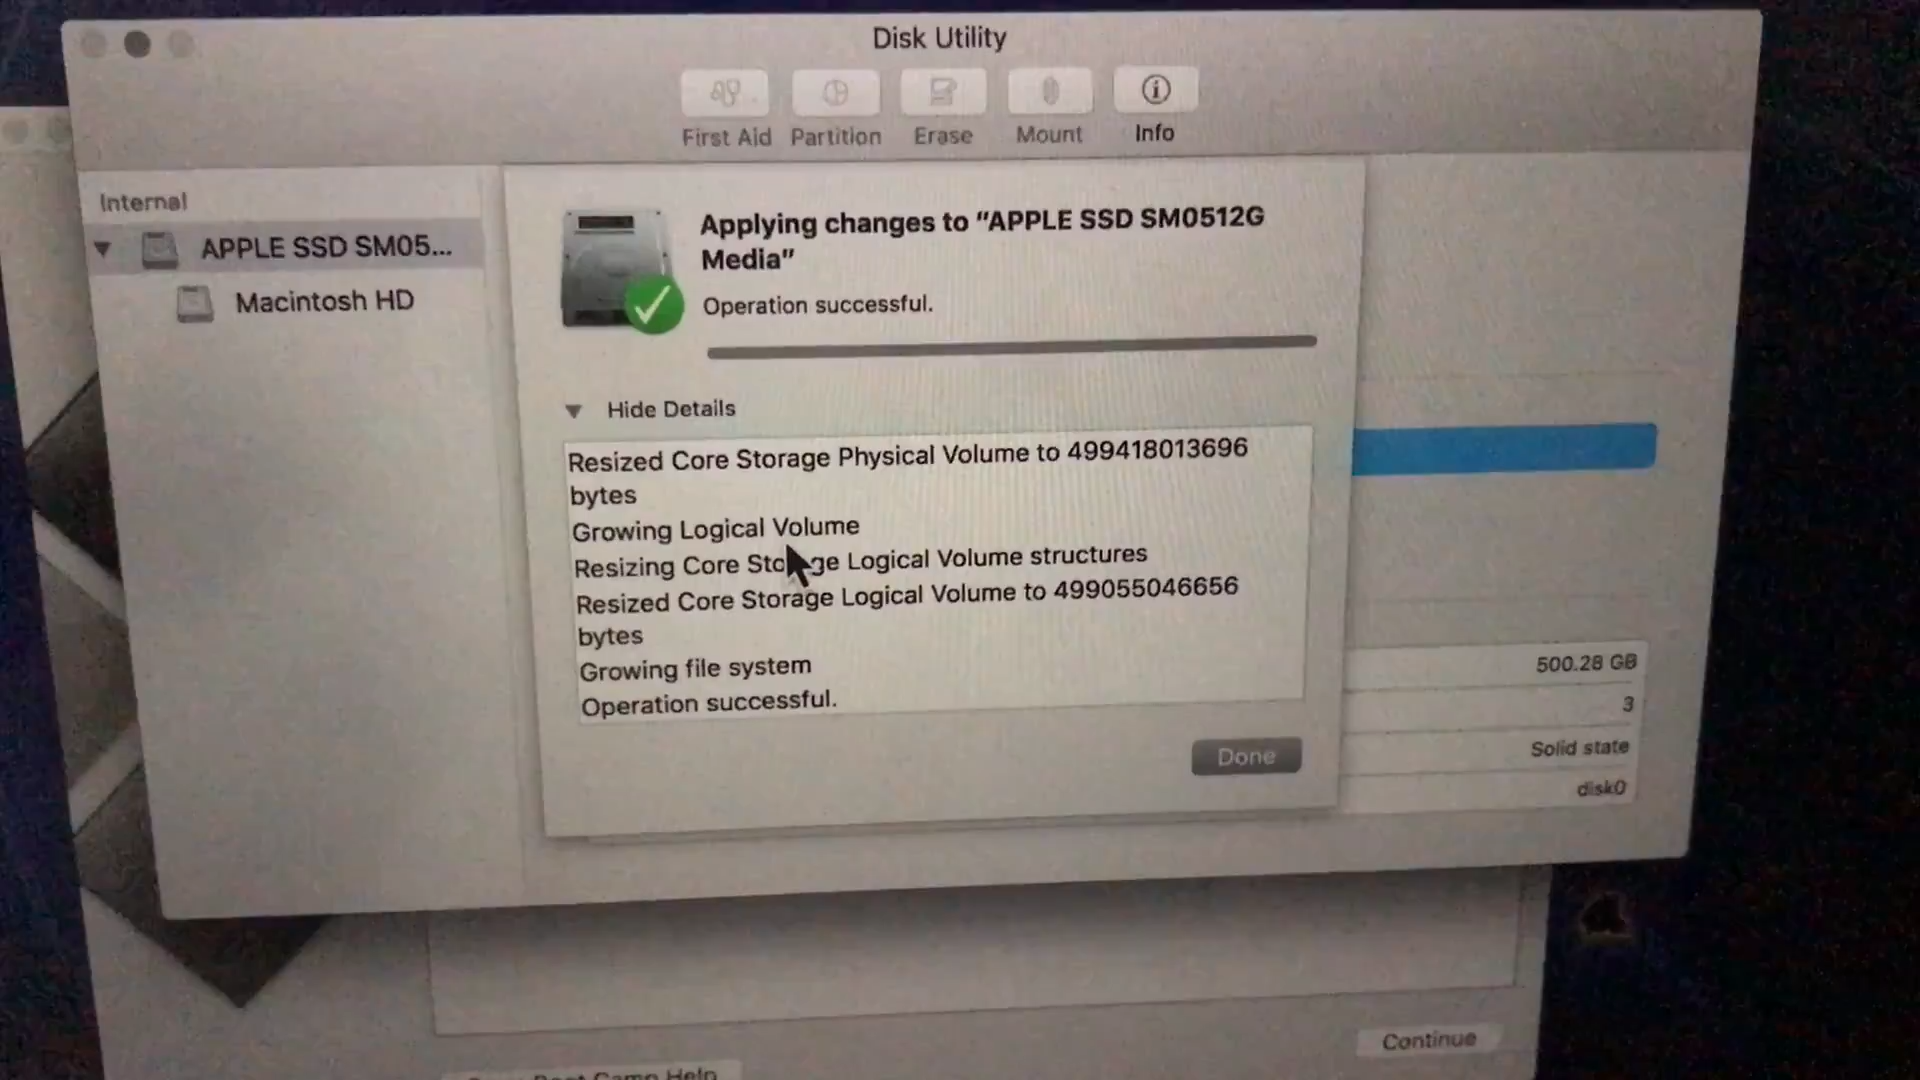 Disk Utility
First Aid
Partition
Erase
Mount
Info
Internal
APPLE SSD SM05...
Macintosh HD
Applying changes to “APPLE SSD SM0512G
Media”
Operation successful.
Hide Details
Resized Core Storage Physical Volume to 499418013696
bytes
Growing Logical Volume
Resizing Core Storage Logical Volume structures
Resized Core Storage Logical Volume to 499055046656
bytes
Growing file system
Operation successful.
Done
500.28 GB
3
Solid state
disk0
Continue
Boot Camp Help